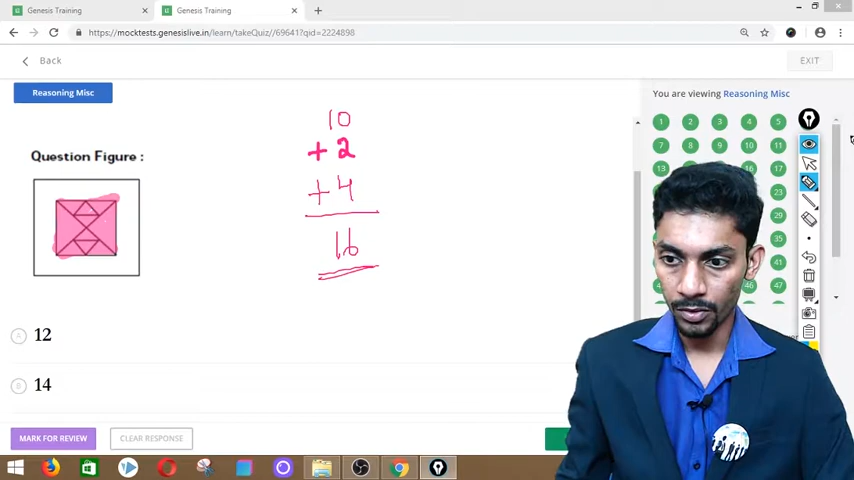 Genesis Training
Genesis Training
https://mocktests.genesislive.in/learn/takeQuiz//69641?qid=2224898
Back
EXIT
Reasoning Misc
You are viewing Reasoning Misc
1 2 3 4 5
7 8 9 10 11
13 17
23
29
35
41
46 47
Question Figure :
10
+ 2
+ 4
16
A 12
B 14
MARK FOR REVIEW
CLEAR RESPONSE